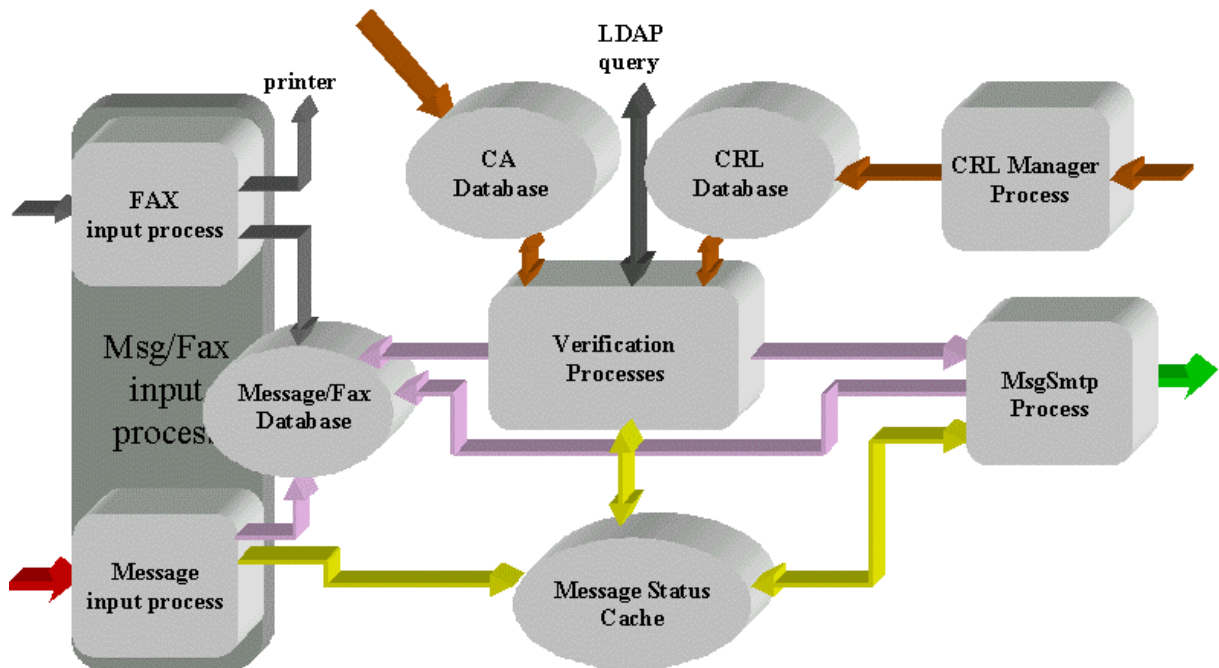 LDAP
query
printer
CA
Database
CRL
Database
CRL Manager
Process
FAX
input process
Msg/Fax
input
process
Message/Fax
Database
Verification
Processes
MsgSmtp
Process
Message
input process
Message Status
Cache